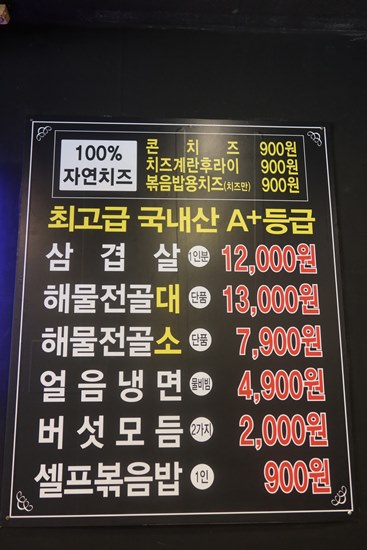 100%
자연치즈
콘치즈 900원
치즈계란후라이 900원
볶음밥용치즈(치즈만) 900원
최고급 국내산 A+등급
삼겹살 1인분 12,000원
해물전골대 단품 13,000원
해물전골소 단품 7,900원
얼음냉면 물비빔 4,900원
버섯모듬 2가지 2,000원
셀프볶음밥 1인 900원